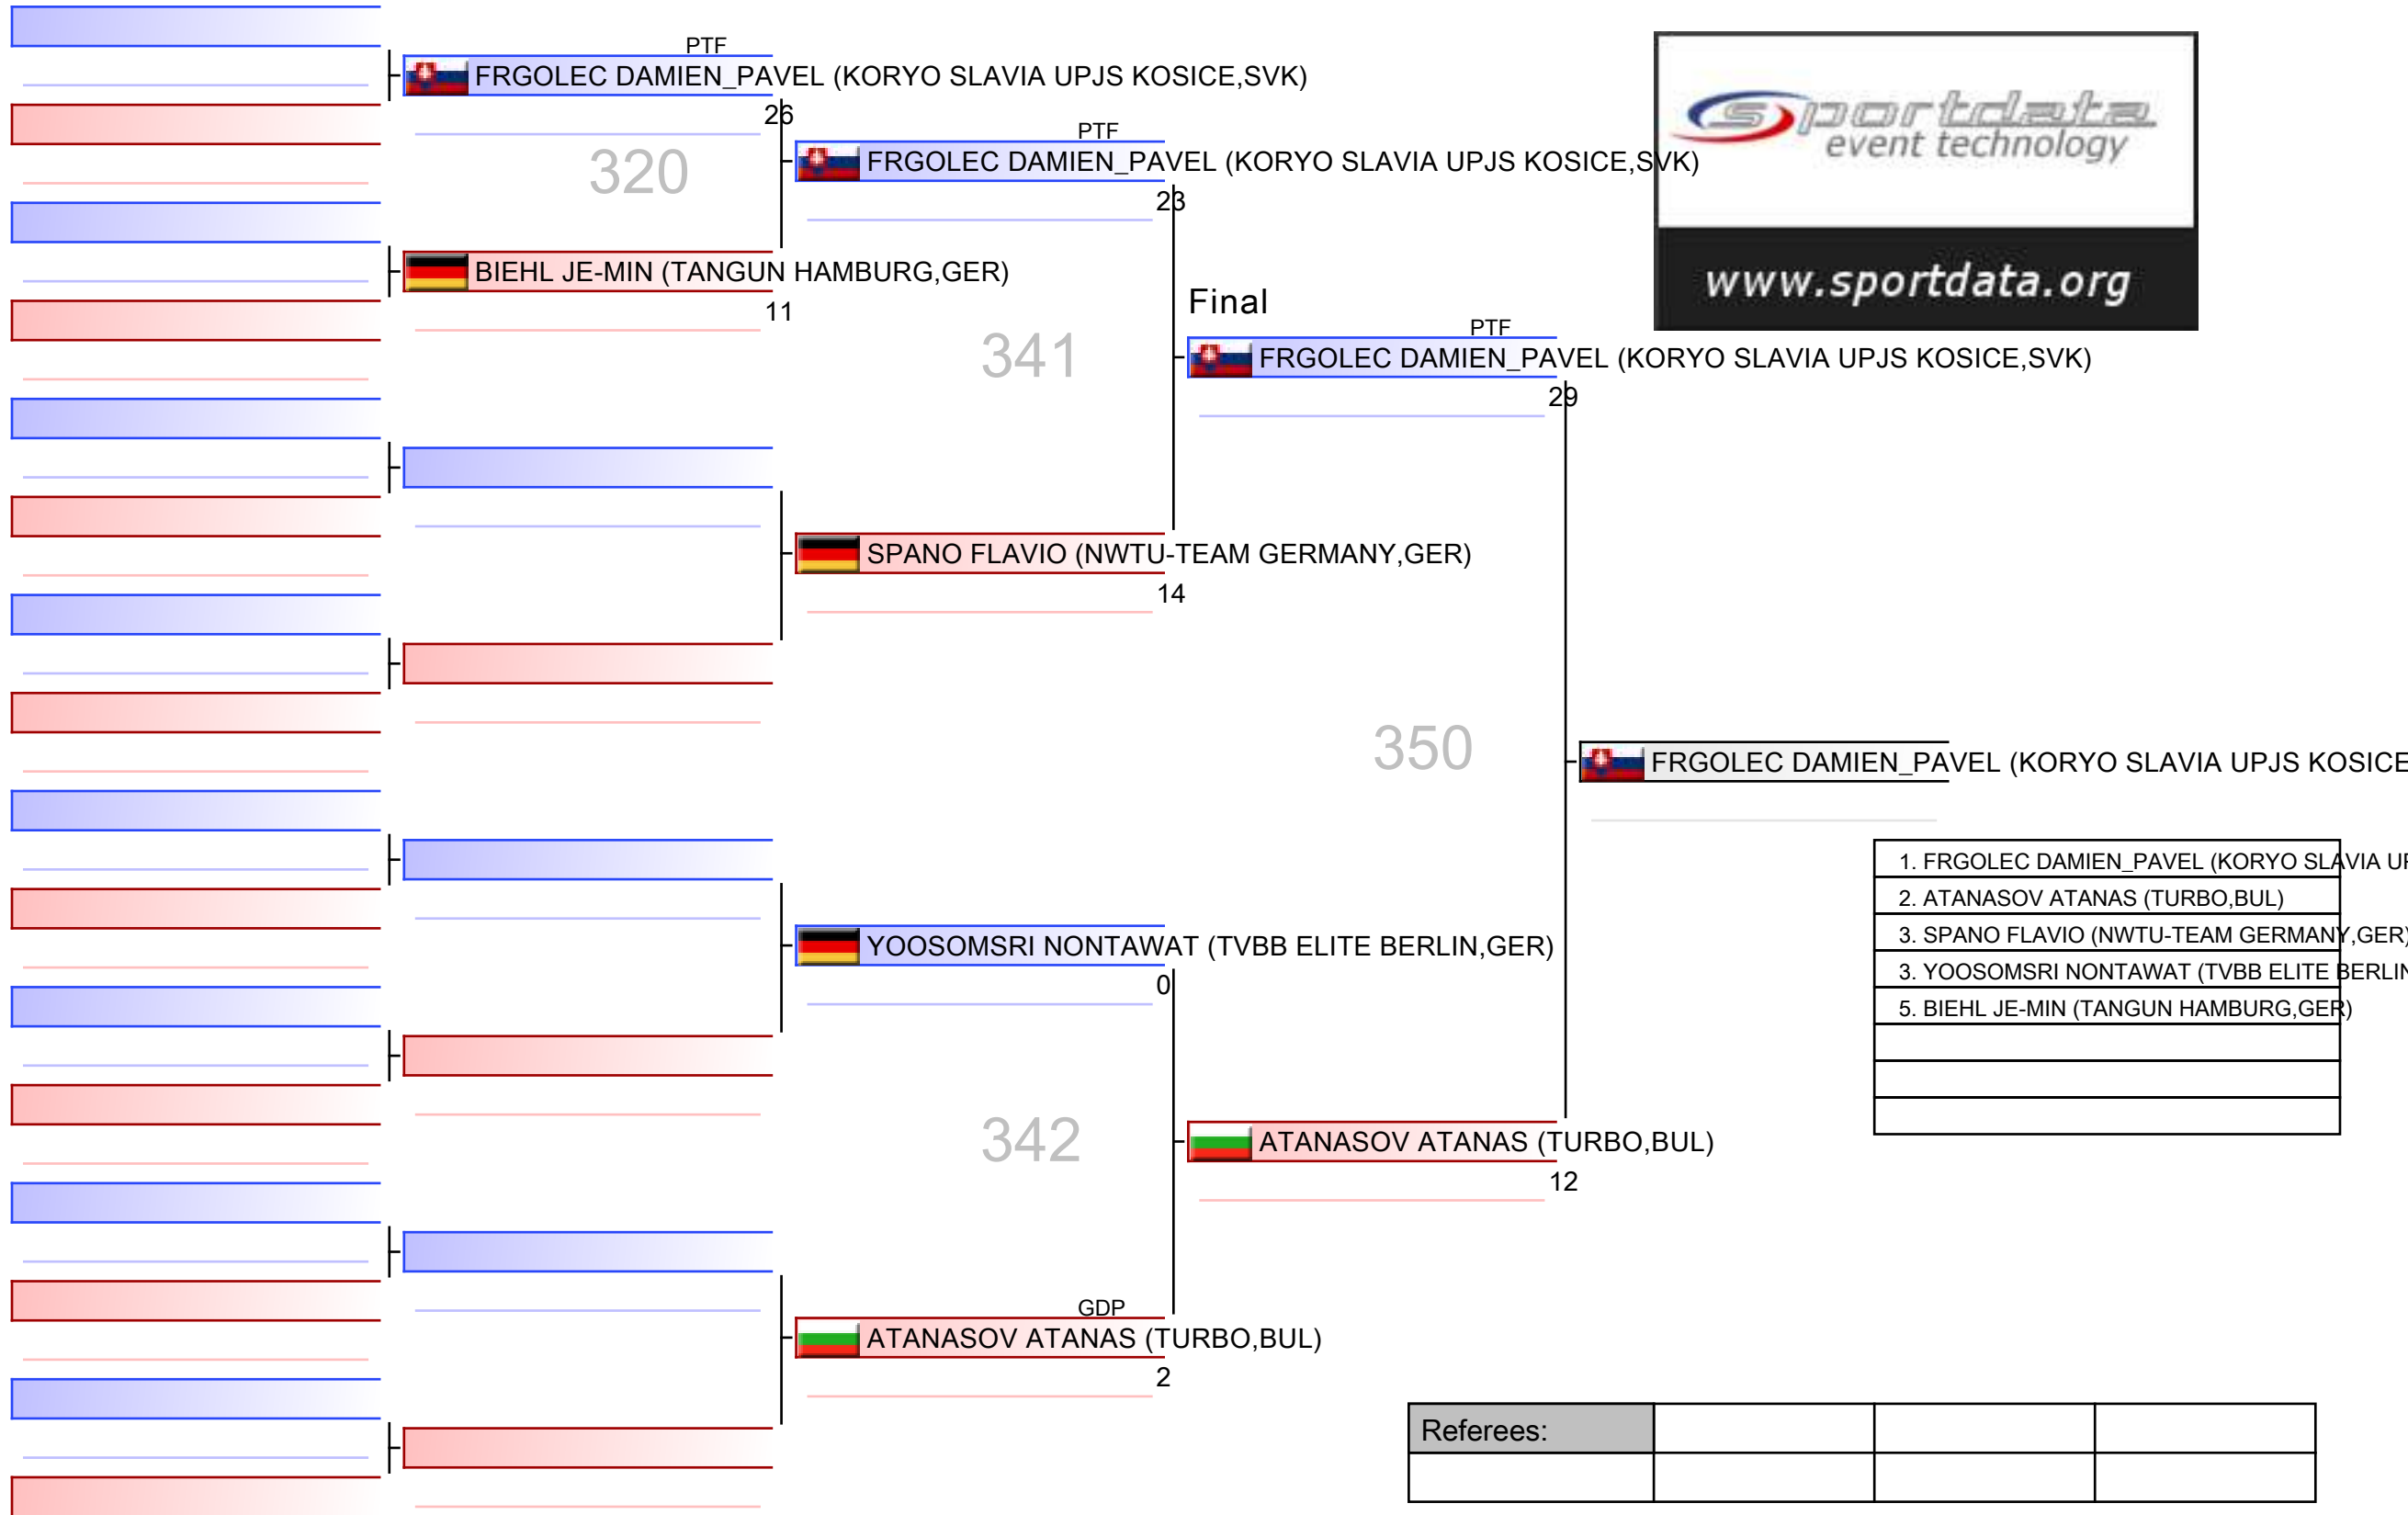 PTF
FRGOLEC DAMIEN_PAVEL (KORYO SLAVIA UPJS KOSICE,SVK)
26
320
BIEHL JE-MIN (TANGUN HAMBURG,GER)
11
PTF
FRGOLEC DAMIEN_PAVEL (KORYO SLAVIA UPJS KOSICE,SVK)
23
341
SPANO FLAVIO (NWTU-TEAM GERMANY,GER)
14
YOOSOMSRI NONTAWAT (TVBB ELITE BERLIN,GER)
0
342
GDP
ATANASOV ATANAS (TURBO,BUL)
2
Final
PTF
FRGOLEC DAMIEN_PAVEL (KORYO SLAVIA UPJS KOSICE,SVK)
29
350
ATANASOV ATANAS (TURBO,BUL)
12
FRGOLEC DAMIEN_PAVEL (KORYO SLAVIA UPJS KOSICE
sportdata
event technology
www.sportdata.org
1. FRGOLEC DAMIEN_PAVEL (KORYO SLAVIA UP
2. ATANASOV ATANAS (TURBO,BUL)
3. SPANO FLAVIO (NWTU-TEAM GERMANY,GER)
3. YOOSOMSRI NONTAWAT (TVBB ELITE BERLIN
5. BIEHL JE-MIN (TANGUN HAMBURG,GER)
Referees: